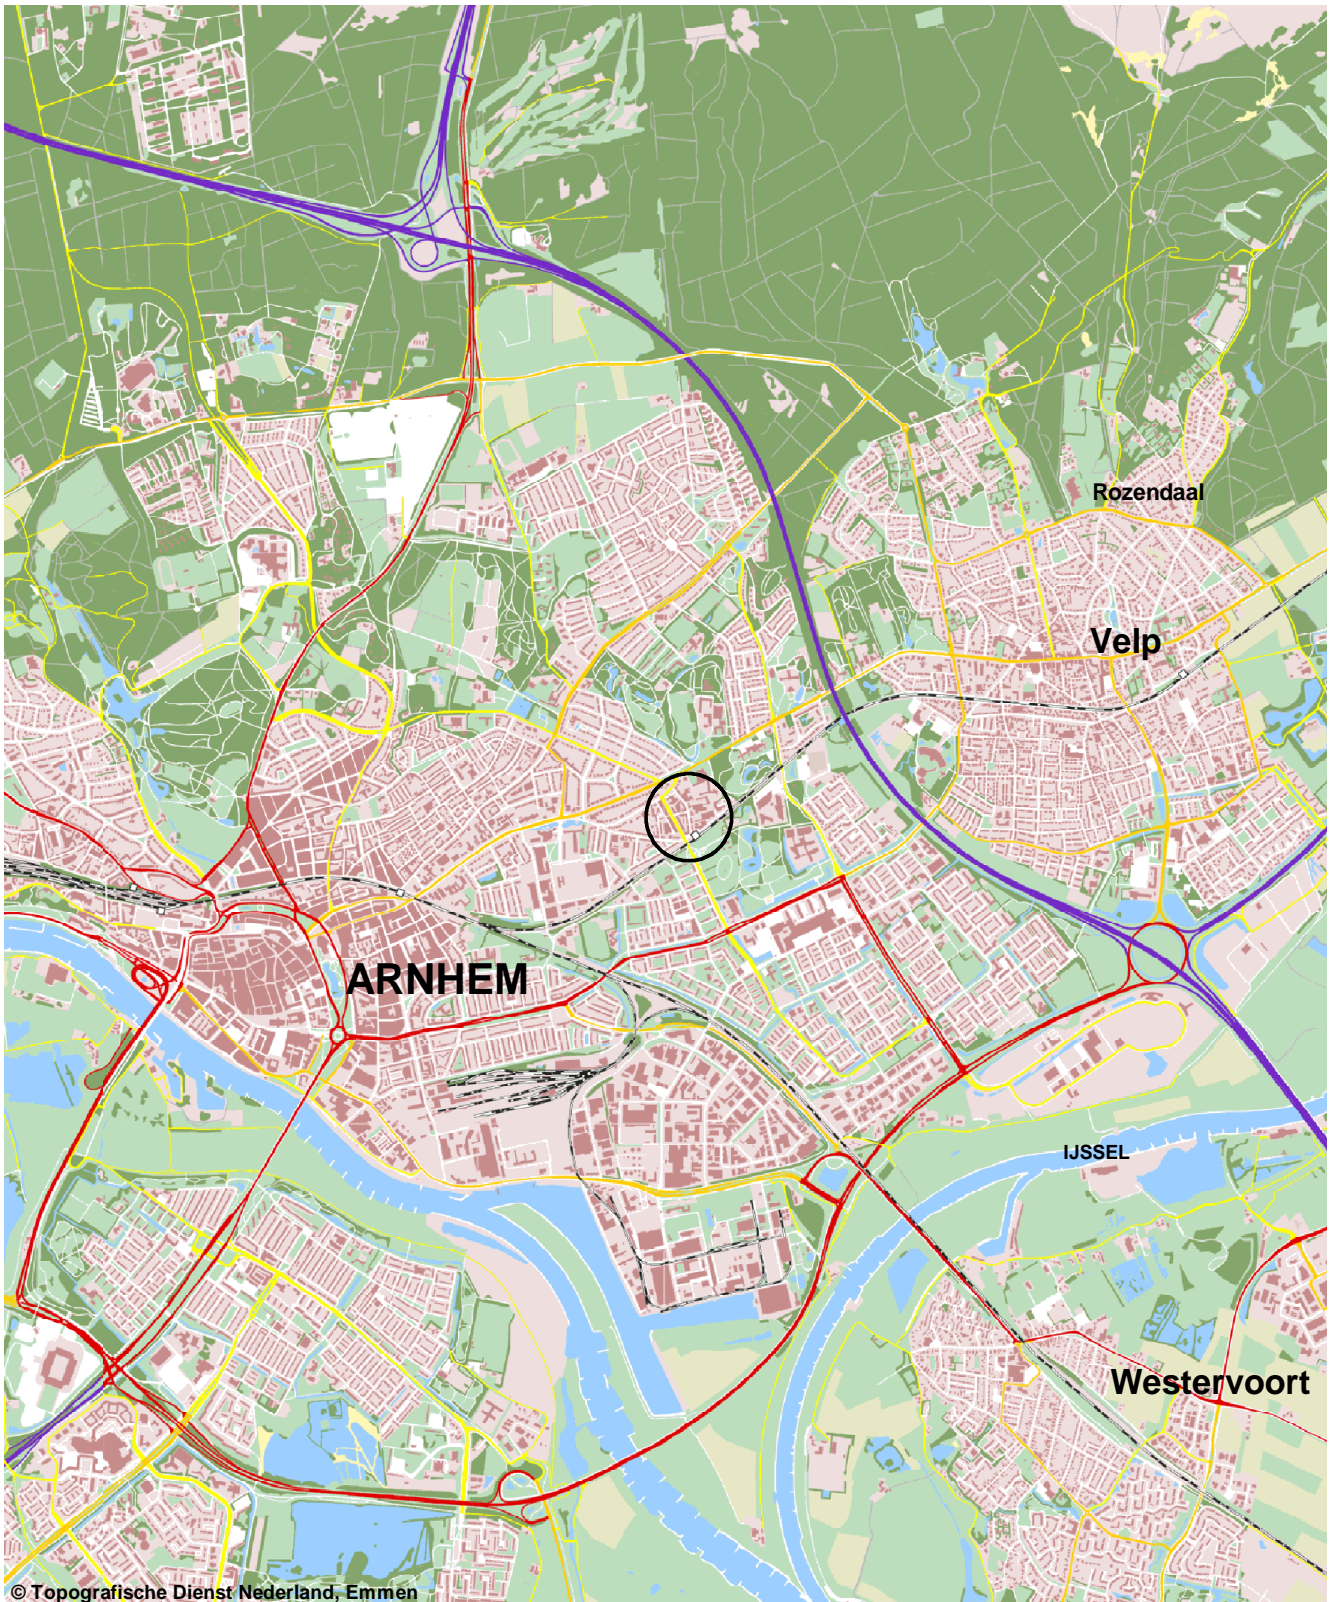 Rozendaal
Velp
ARNHEM
IJSSEL
Westervoort
© Topografische Dienst Nederland, Emmen